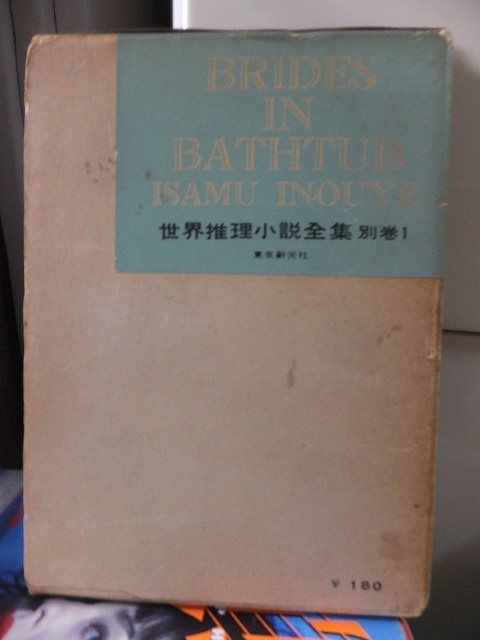 BRIDES
IN
BATHTUB
ISAMU INOUYE
世界推理小説全集 別巻1
東京創元社
¥ 180